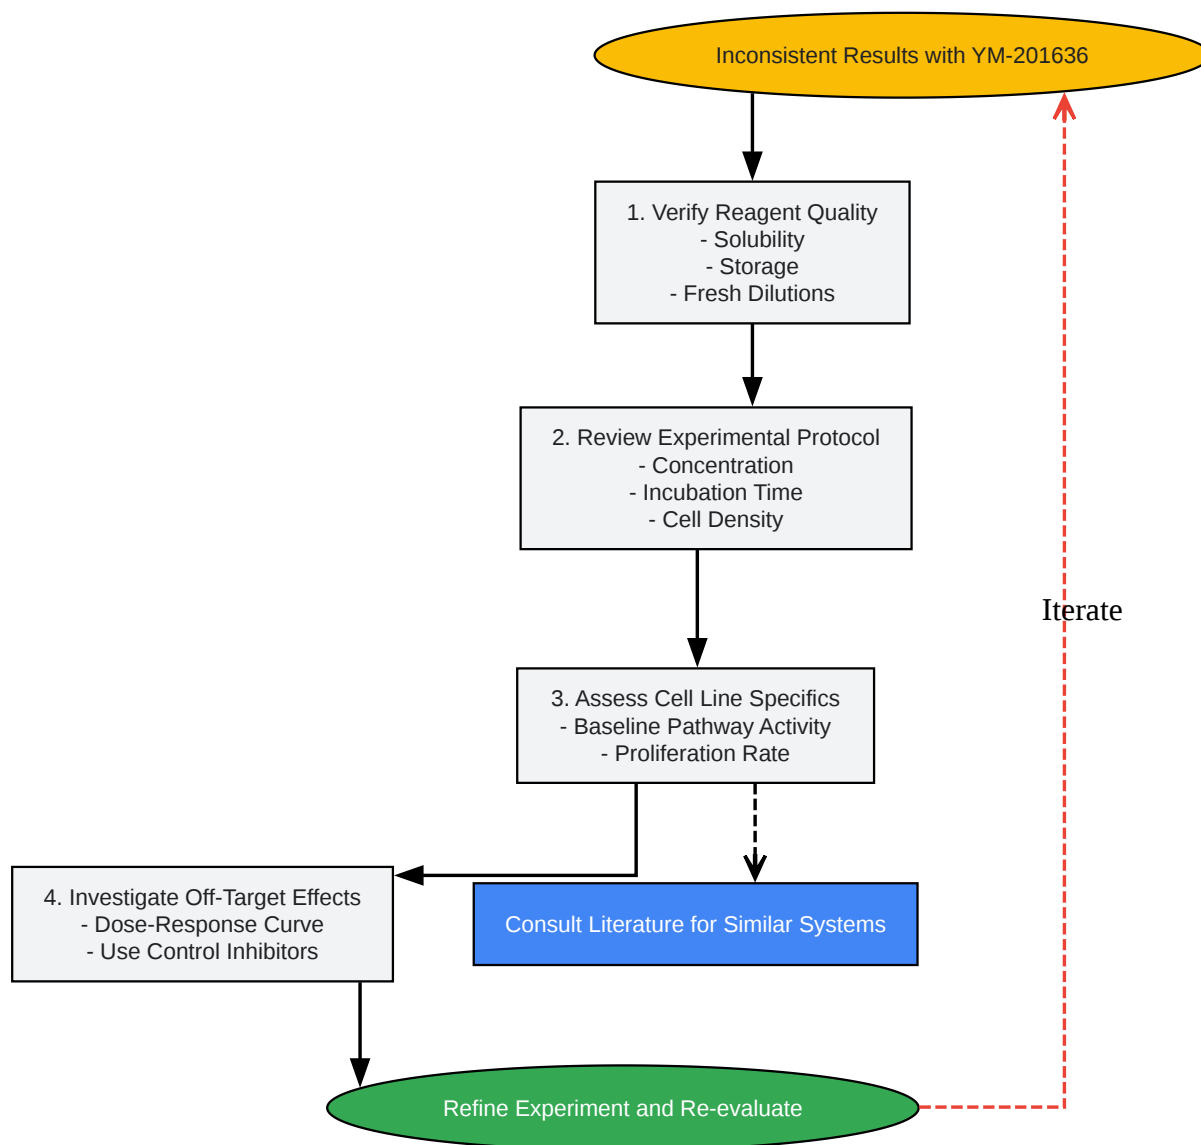 Inconsistent Results with YM-201636
1. Verify Reagent Quality
- Solubility
- Storage
- Fresh Dilutions
2. Review Experimental Protocol
- Concentration
- Incubation Time
- Cell Density
Iterate
3. Assess Cell Line Specifics
- Baseline Pathway Activity
- Proliferation Rate
4. Investigate Off-Target Effects
- Dose-Response Curve
- Use Control Inhibitors
Consult Literature for Similar Systems
Refine Experiment and Re-evaluate